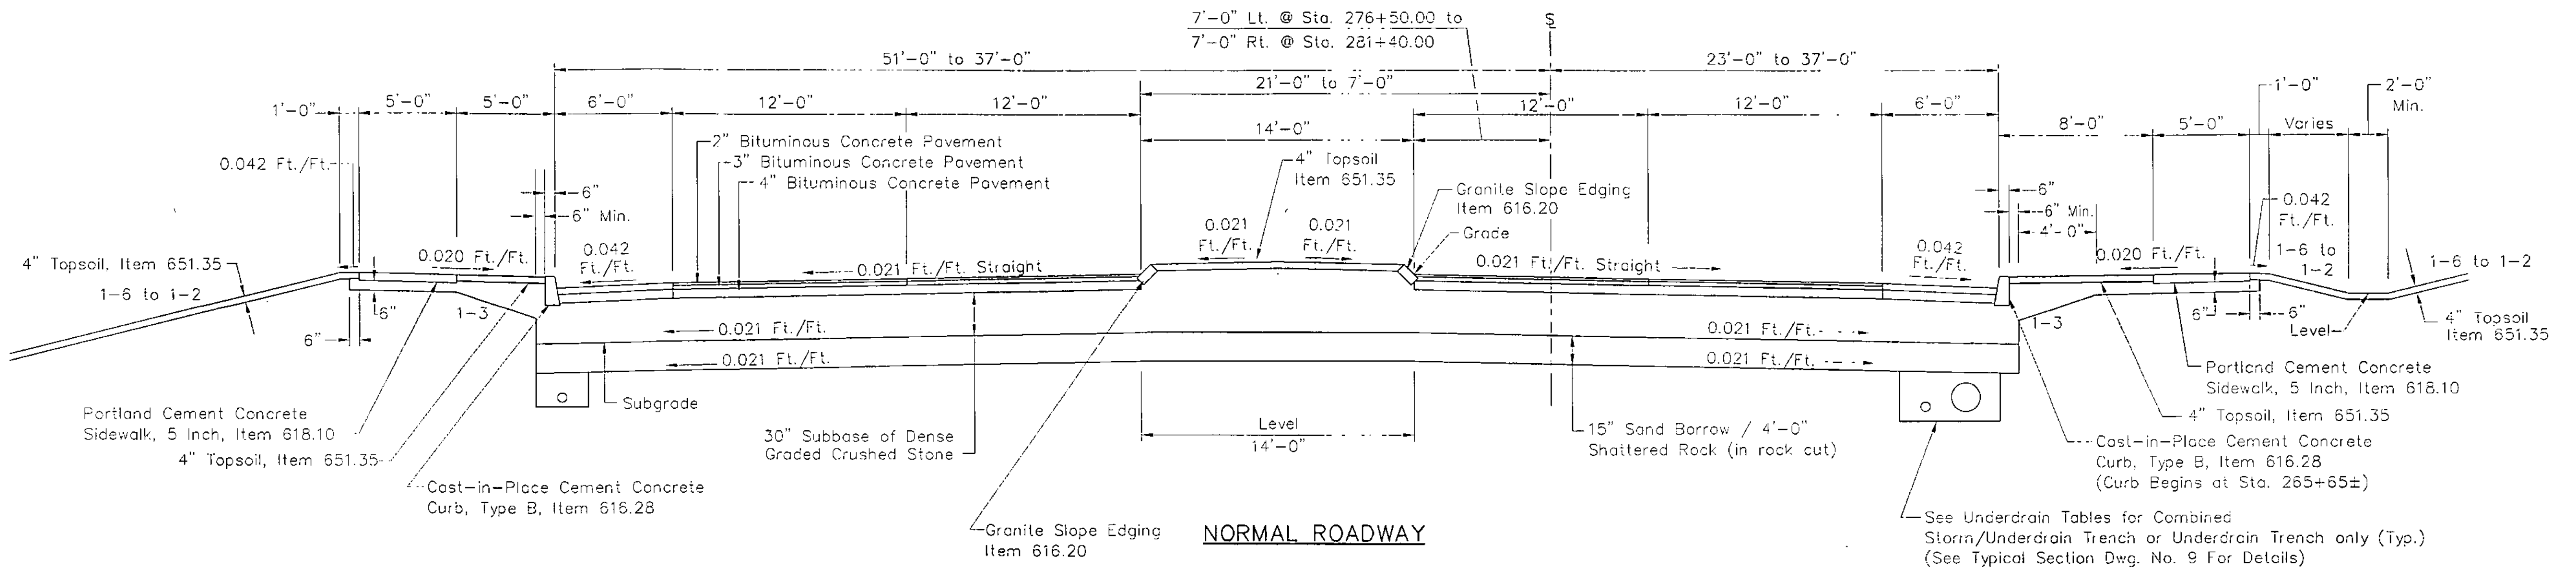 7'-0" Lt. @ Sta. 276+50.00 to
7'-0" Rt. @ Sta. 281+40.00
51'-0" to 37'-0"
23'-0" to 37'-0"
21'-0" to 7'-0"
1'-0"
5'-0"
5'-0"
6'-0"
12'-0"
12'-0"
14'-0"
12'-0"
12'-0"
6'-0"
8'-0"
5'-0"
1'-0"
Varies
2'-0"
Min.
0.042 Ft./Ft.
6"
6" Min.
2" Bituminous Concrete Pavement
3" Bituminous Concrete Pavement
4" Bituminous Concrete Pavement
4" Topsoil
Item 651.35
Granite Slope Edging
Item 616.20
Grade
6"
6" Min.
4'-0"
0.042
Ft./Ft.
1-6 to
1-2
4" Topsoil, Item 651.35
1-6 to 1-2
0.020 Ft./Ft.
0.042
Ft./Ft.
0.021 Ft./Ft. Straight
0.021
Ft./Ft.
0.021
Ft./Ft.
0.021 Ft./Ft. Straight
0.042
Ft./Ft.
0.020 Ft./Ft.
1-6 to 1-2
6"
6"
1-3
0.021 Ft./Ft.
0.021 Ft./Ft.
0.021 Ft./Ft.
0.021 Ft./Ft.
1-3
6"
6"
Level
4" Topsoil
Item 651.35
Portland Cement Concrete
Sidewalk, 5 Inch, Item 618.10
4" Topsoil, Item 651.35
Cast-in-Place Cement Concrete
Curb, Type B, Item 616.28
Subgrade
30" Subbase of Dense
Graded Crushed Stone
Level
14'-0"
15" Sand Borrow / 4'-0"
Shattered Rock (in rock cut)
Portland Cement Concrete
Sidewalk, 5 Inch, Item 618.10
4" Topsoil, Item 651.35
Cast-in-Place Cement Concrete
Curb, Type B, Item 616.28
(Curb Begins at Sta. 265+65±)
Granite Slope Edging
Item 616.20
NORMAL ROADWAY
See Underdrain Tables for Combined
Storm/Underdrain Trench or Underdrain Trench only (Typ.)
(See Typical Section Dwg. No. 9 For Details)